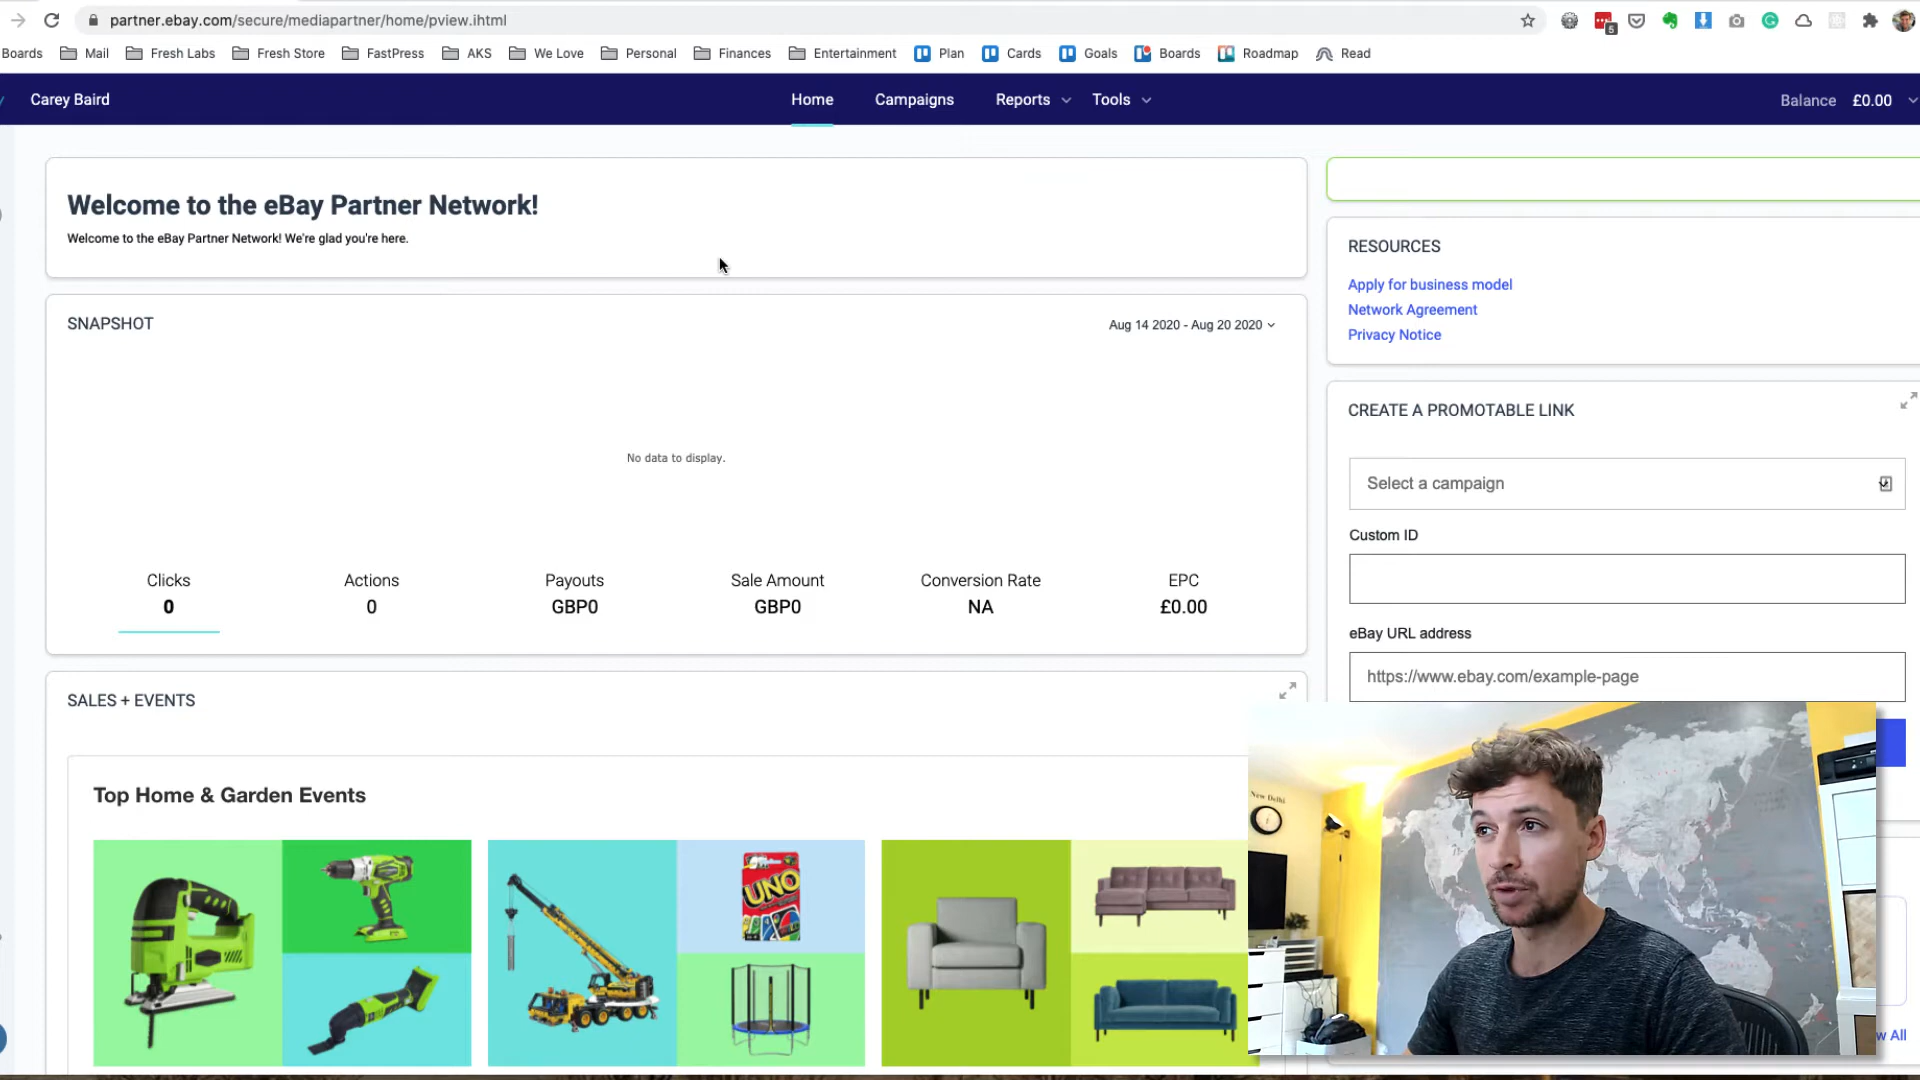 partner.ebay.com/secure/mediapartner/home/pview.ihtml
5
Boards Mail Fresh Labs Fresh Store FastPress AKS We Love Personal Finances Entertainment Plan Cards Goals Boards Roadmap Read
Carey Baird Home Campaigns Reports Tools Balance £0.00
Welcome to the eBay Partner Network!
Welcome to the eBay Partner Network! We're glad you're here.
SNAPSHOT Aug 14 2020 - Aug 20 2020
No data to display.
Clicks Actions Payouts Sale Amount Conversion Rate EPC
0 0 GBP0 GBP0 NA £0.00
SALES + EVENTS
Top Home & Garden Events
UNO
RESOURCES
Apply for business model
Network Agreement
Privacy Notice
CREATE A PROMOTABLE LINK
Select a campaign
Custom ID
eBay URL address
https://www.ebay.com/example-page
New Delhi
All